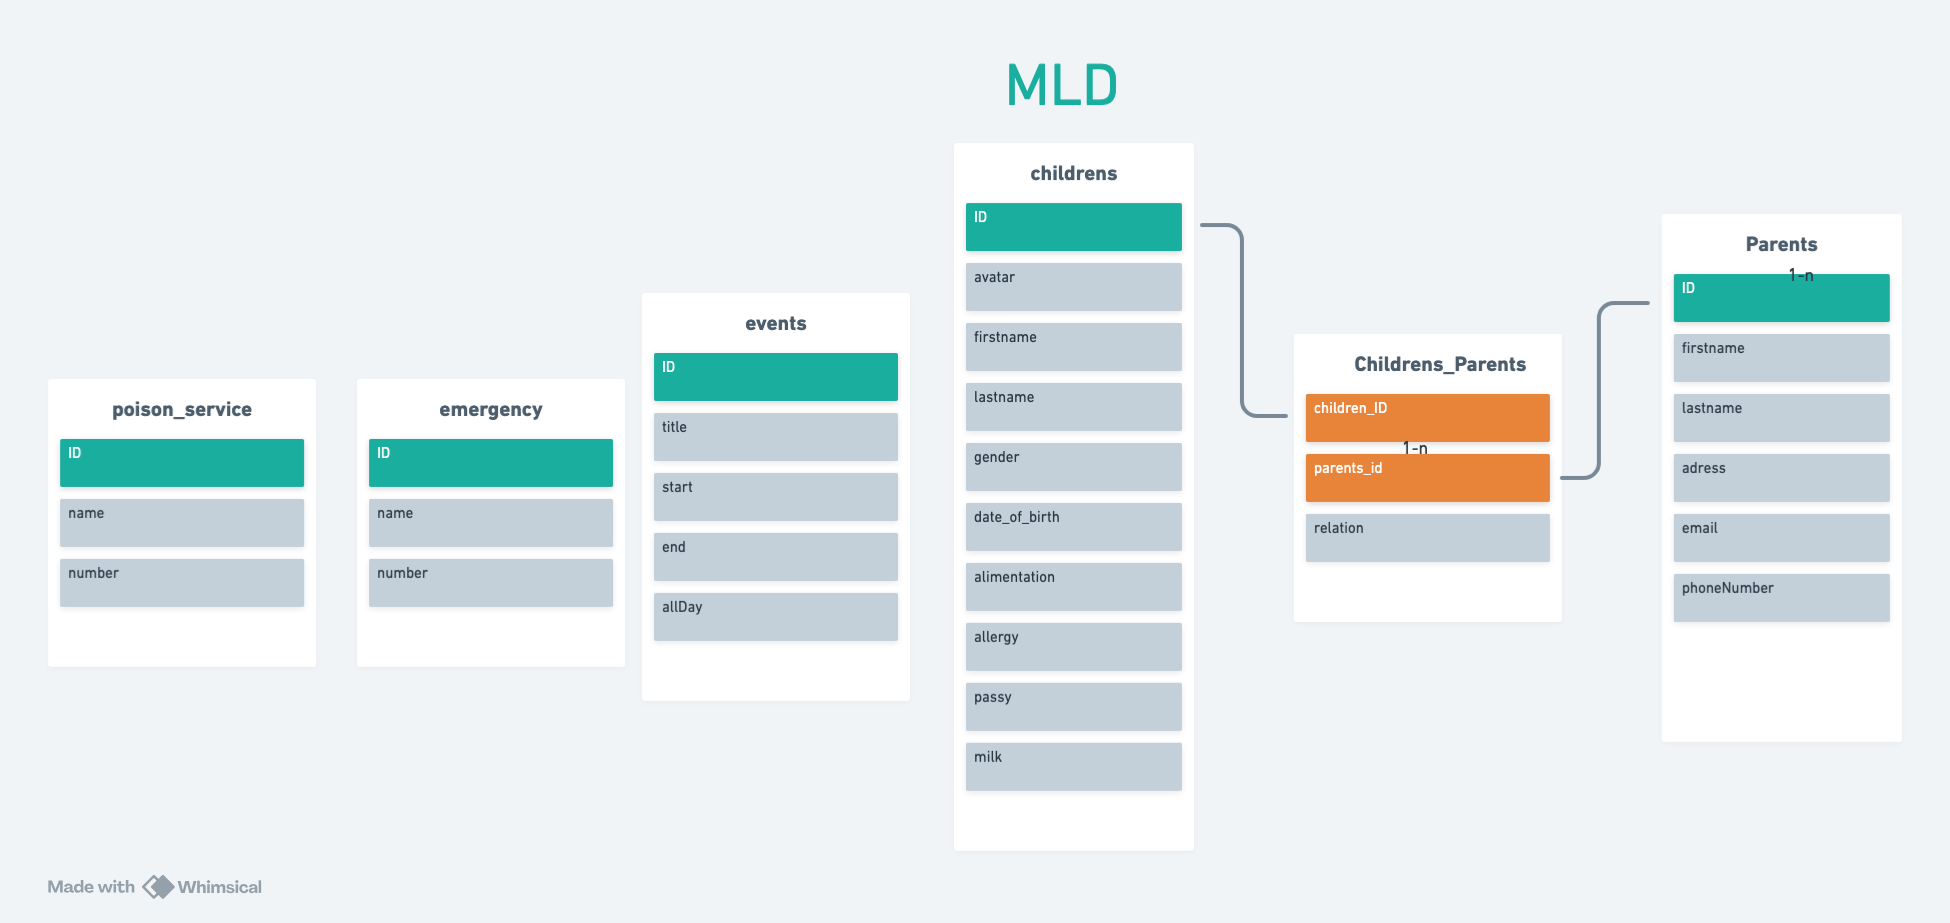 MLD
poison_service
ID
name
number
emergency
ID
name
number
events
ID
title
start
end
allDay
childrens
ID
avatar
firstname
lastname
gender
date_of_birth
alimentation
allergy
passy
milk
Childrens_Parents
children_ID
1-n
parents_id
relation
Parents
1-n
ID
firstname
lastname
adress
email
phoneNumber
Made with Whimsical